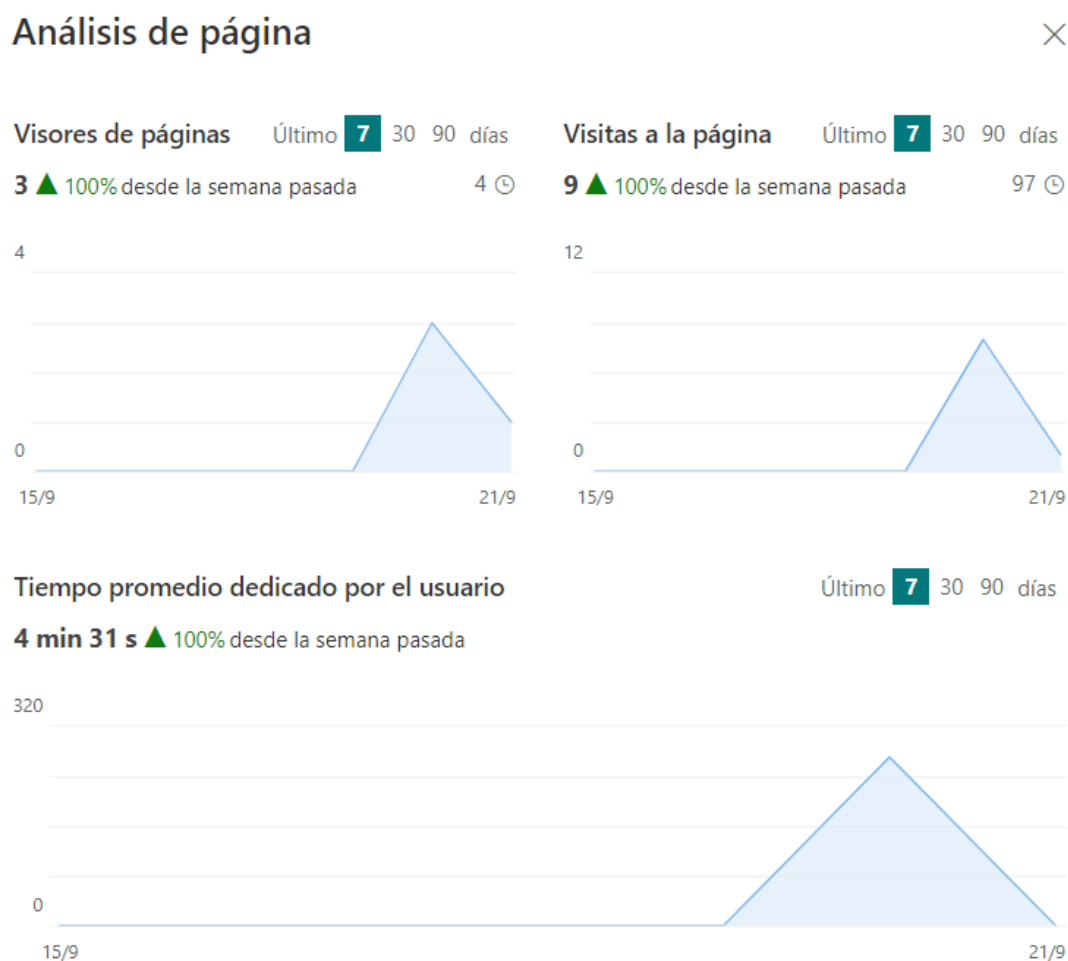 Análisis de página
Visores de páginas Último 7 30 90 días
3 ▲ 100% desde la semana pasada 4
4
0
15/9 21/9
Visitas a la página Último 7 30 90 días
9 ▲ 100% desde la semana pasada 97
12
0
15/9 21/9
Tiempo promedio dedicado por el usuario Último 7 30 90 días
4 min 31 s ▲ 100% desde la semana pasada
320
0
15/9 21/9